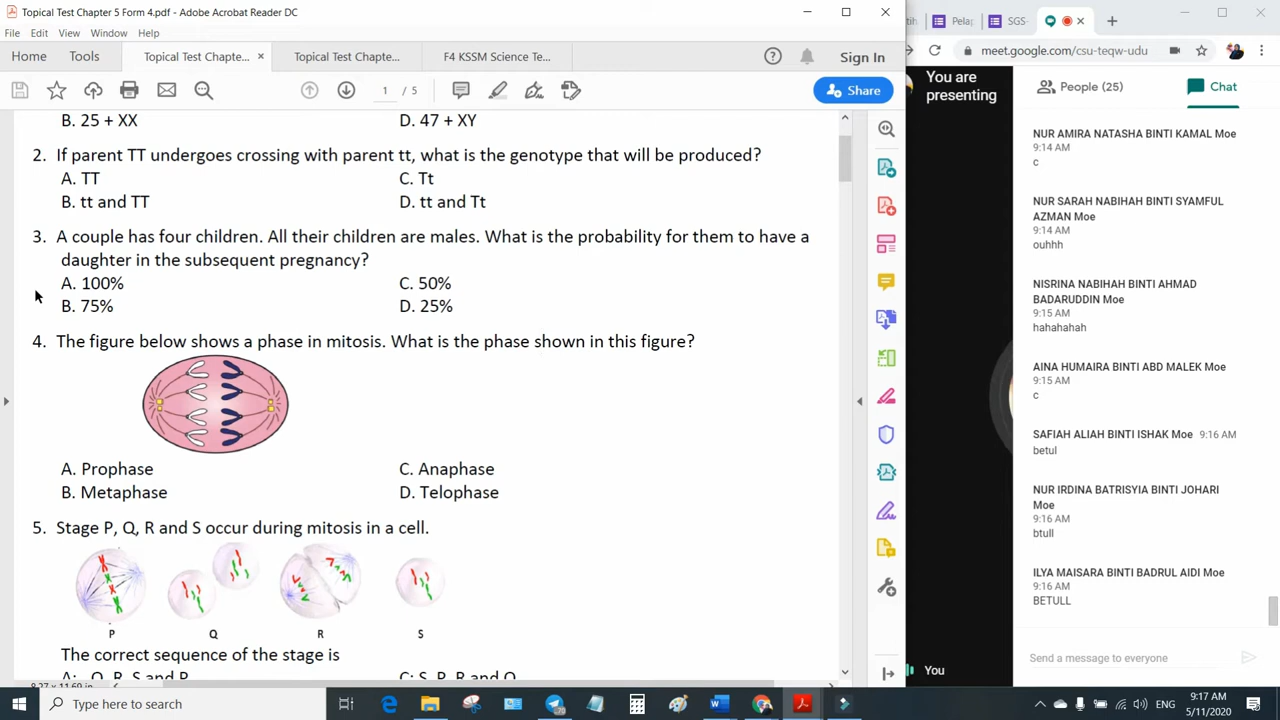 Topical Test Chapter 5 Form 4.pdf - Adobe Acrobat Reader DC
File Edit View Window Help
Home Tools Topical Test Chapte... Topical Test Chapte... F4 KSSM Science Te... Sign In
1 / 5 Share
B. 25 + XX D. 47 + XY
2. If parent TT undergoes crossing with parent tt, what is the genotype that will be produced?
A. TT C. Tt
B. tt and TT D. tt and Tt
3. A couple has four children. All their children are males. What is the probability for them to have a
daughter in the subsequent pregnancy?
A. 100% C. 50%
B. 75% D. 25%
4. The figure below shows a phase in mitosis. What is the phase shown in this figure?
A. Prophase C. Anaphase
B. Metaphase D. Telophase
5. Stage P, Q, R and S occur during mitosis in a cell.
P Q R S
The correct sequence of the stage is
A: Q, R, S and P C: S, P, R and Q
8.27 x 11.69 in
Pela SGS-
meet.google.com/csu-teqw-udu
You are
presenting
People (25) Chat
NUR AMIRA NATASHA BINTI KAMAL Moe
9:14 AM
c
NUR SARAH NABIHAH BINTI SYAMFUL
AZMAN Moe
9:14 AM
ouhhh
NISRINA NABIHAH BINTI AHMAD
BADARUDDIN Moe
9:15 AM
hahahahah
AINA HUMAIRA BINTI ABD MALEK Moe
9:15 AM
c
SAFIAH ALIAH BINTI ISHAK Moe 9:16 AM
betul
NUR IRDINA BATRISYIA BINTI JOHARI
Moe
9:16 AM
btull
ILYA MAISARA BINTI BADRUL AIDI Moe
9:16 AM
BETULL
Send a message to everyone
You
Type here to search
ENG
9:17 AM
5/11/2020